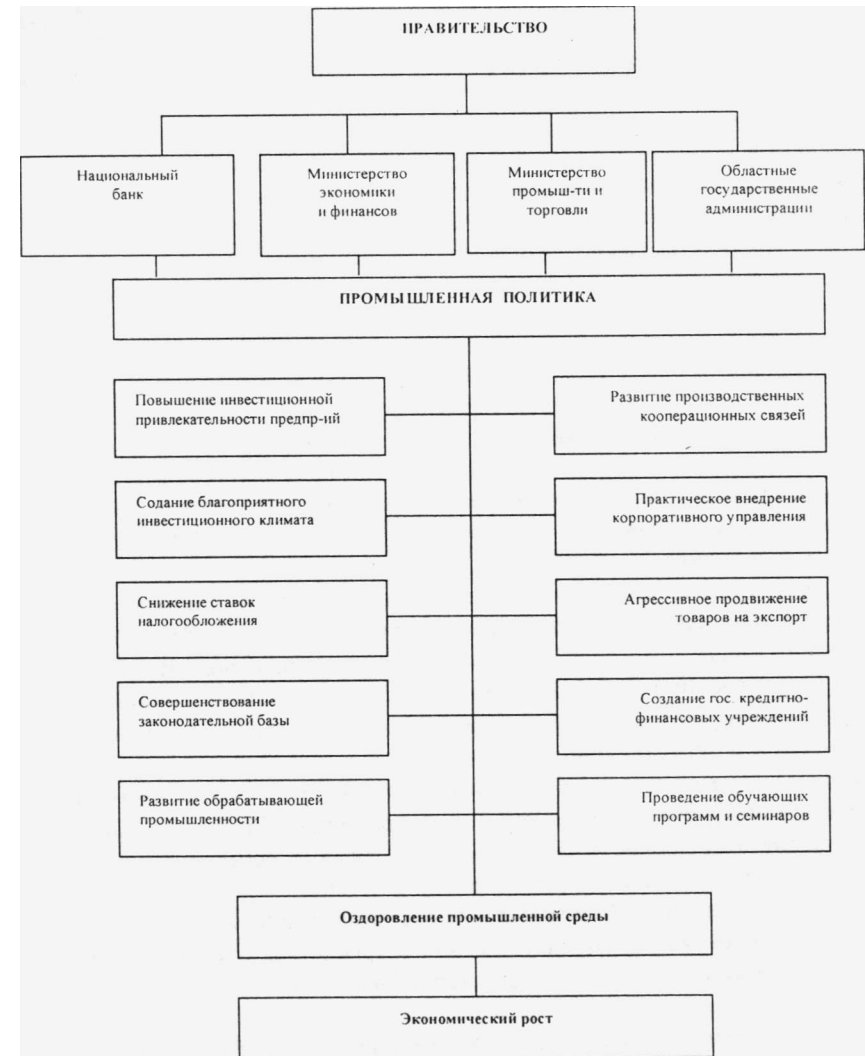 ПРАВИТЕЛЬСТВО
Национальный
банк
Министерство
экономики
и финансов
Министерство
промыш-ти и
торговли
Областные
государственные
администрации
ПРОМЫШЛЕННАЯ ПОЛИТИКА
Повышение инвестиционной
привлекательности предпр-ий
Развитие производственных
кооперационных связей
Содание благоприятного
инвестиционного климата
Практическое внедрение
корпоративного управления
Снижение ставок
налогообложения
Агрессивное продвижение
товаров на экспорт
Совершенствование
законодательной базы
Создание гос. кредитно-
финансовых учреждений
Развитие обрабатывающей
промышленности
Проведение обучающих
программ и семинаров
Оздоровление промышленной среды
Экономический рост